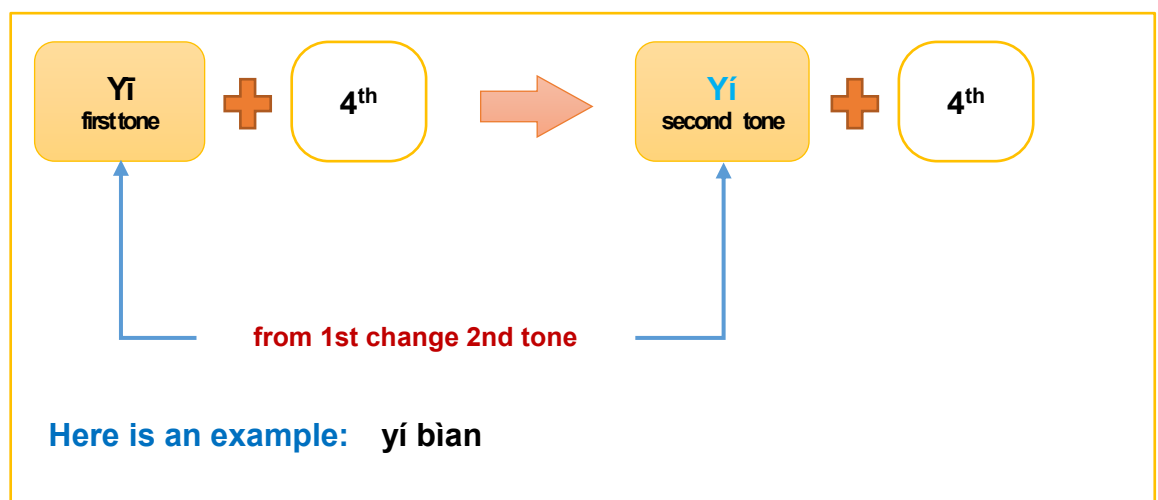 Yī
first tone
4th
Yí
second tone
4th
from 1st change 2nd tone
Here is an example: yí bìan